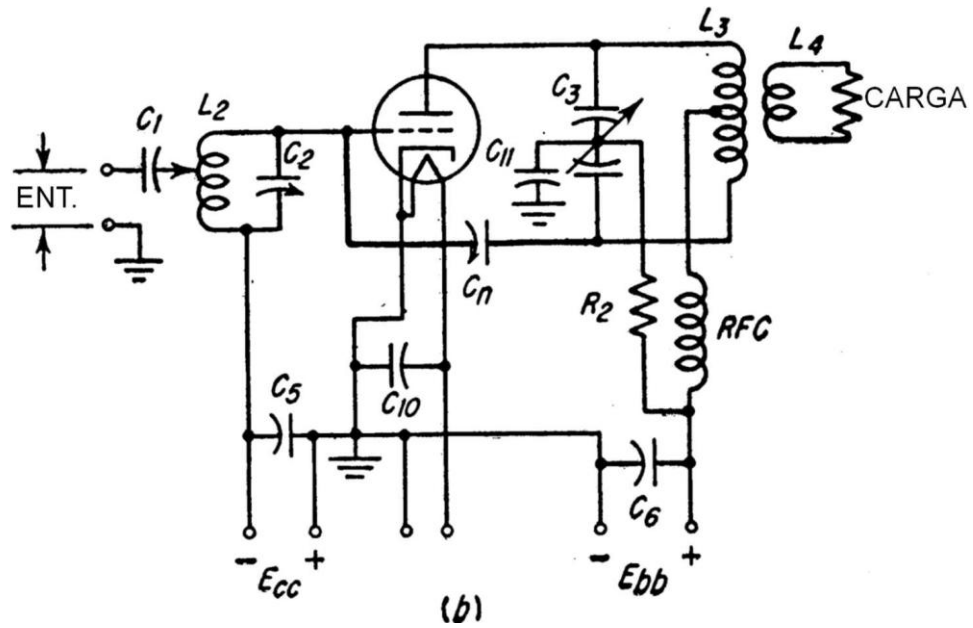 L3
L4
C3
CARGA
C1
L2
C2
C11
ENT.
Cn
R2
RFC
C5
C10
C6
- Ecc +
- Ebb +
(b)